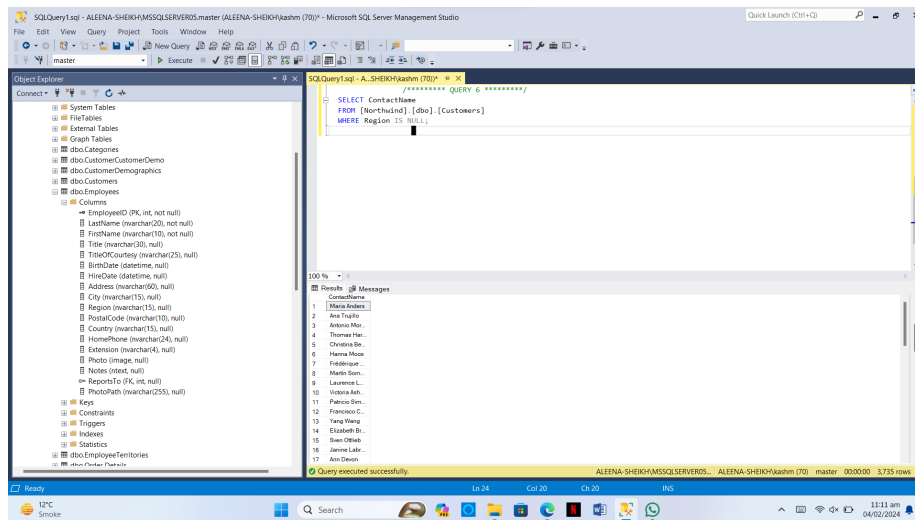 SQLQuery1.sql - ALEENA-SHEIKH\MSSQLSERVER05.master (ALEENA-SHEIKH\kashm (70))* - Microsoft SQL Server Management Studio
Quick Launch (Ctrl+Q)
File Edit View Query Project Tools Window Help
New Query
master
Execute
Object Explorer
SQLQuery1.sql - A...SHEIKH\kashm (70))*
Connect
System Tables
FileTables
External Tables
Graph Tables
dbo.Categories
dbo.CustomerCustomerDemo
dbo.CustomerDemographics
dbo.Customers
dbo.Employees
Columns
EmployeeID (PK, int, not null)
LastName (nvarchar(20), not null)
FirstName (nvarchar(10), not null)
Title (nvarchar(30), null)
TitleOfCourtesy (nvarchar(25), null)
BirthDate (datetime, null)
HireDate (datetime, null)
Address (nvarchar(60), null)
City (nvarchar(15), null)
Region (nvarchar(15), null)
PostalCode (nvarchar(10), null)
Country (nvarchar(15), null)
HomePhone (nvarchar(24), null)
Extension (nvarchar(4), null)
Photo (image, null)
Notes (ntext, null)
ReportsTo (FK, int, null)
PhotoPath (nvarchar(255), null)
Keys
Constraints
Triggers
Indexes
Statistics
dbo.EmployeeTerritories
dbo.Order Details
/********* QUERY 6 *********/
SELECT ContactName
FROM [Northwind].[dbo].[Customers]
WHERE Region IS NULL;
100 %
Results Messages
ContactName
1 Maria Anders
2 Ana Trujillo
3 Antonio Mor...
4 Thomas Har...
5 Christina Be...
6 Hanna Moos
7 Frédérique ...
8 Martín Som...
9 Laurence L...
10 Victoria Ash...
11 Patricio Sim...
12 Francisco C...
13 Yang Wang
14 Elizabeth Br...
15 Sven Ottlieb
16 Janine Labr...
17 Ann Devon
Query executed successfully.
ALEENA-SHEIKH\MSSQLSERVER05... ALEENA-SHEIKH\kashm (70) master 00:00:00 3,735 rows
Ready
Ln 24 Col 20 Ch 20 INS
12°C
Smoke
Search
11:11 am
04/02/2024